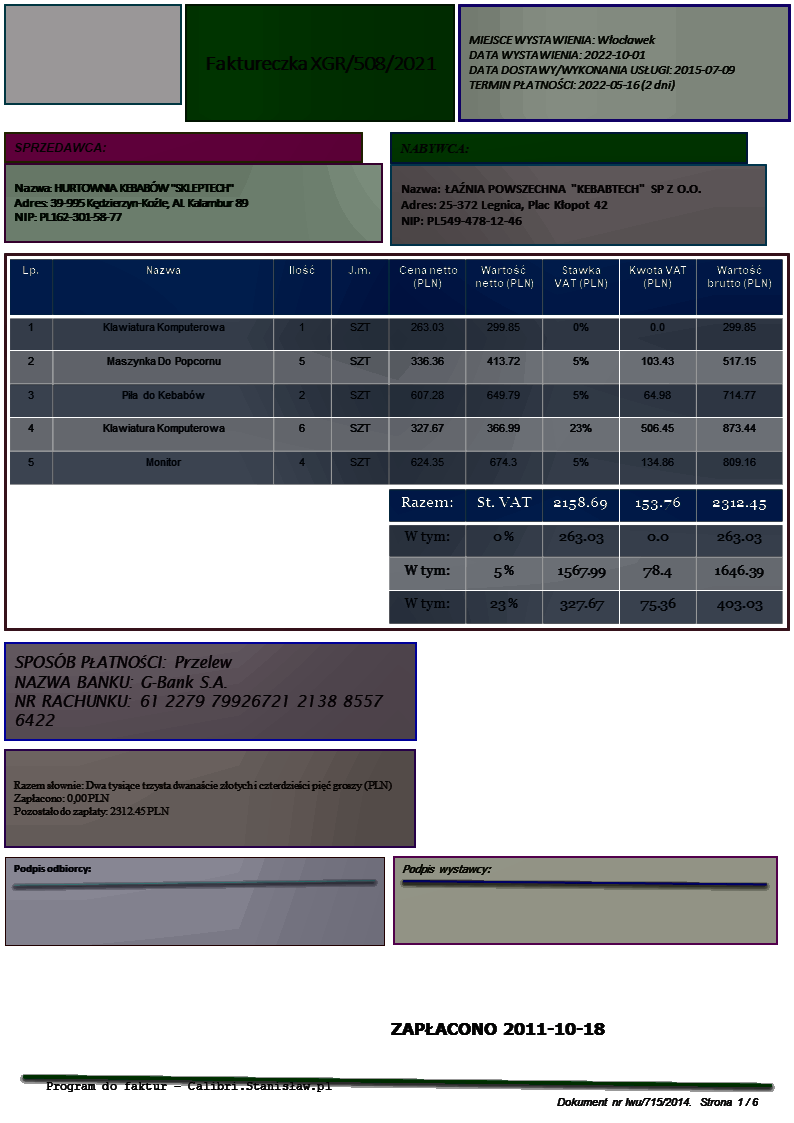 Faktureczka XGR/508/2021
MIEJSCE WYSTAWIENIA: Włocławek
DATA WYSTAWIENIA: 2022-10-01
DATA DOSTAWY/WYKONANIA USŁUGI: 2015-07-09
TERMIN PŁATNOŚCI: 2022-05-16 (2 dni)
SPRZEDAWCA:
Nazwa: HURTOWNIA KEBABÓW "SKLEPTECH"
Adres: 39-995 Kędzierzyn-Koźle, Al. Kalambur 89
NIP: PL162-301-58-77
NABYWCA:
Nazwa: ŁAŹNIA POWSZECHNA "KEBABTECH" SP Z O.O.
Adres: 25-372 Legnica, Plac Kłopot 42
NIP: PL549-478-12-46
Lp. Nazwa Ilość J.m. Cena netto (PLN) Wartość netto (PLN) Stawka VAT (PLN) Kwota VAT (PLN) Wartość brutto (PLN)
1 Klawiatura Komputerowa 1 SZT 263.03 299.85 0% 0.0 299.85
2 Maszynka Do Popcornu 5 SZT 336.36 413.72 5% 103.43 517.15
3 Piła do Kebabów 2 SZT 607.28 649.79 5% 64.98 714.77
4 Klawiatura Komputerowa 6 SZT 327.67 366.99 23% 506.45 873.44
5 Monitor 4 SZT 624.35 674.3 5% 134.86 809.16
Razem: St. VAT 2158.69 153.76 2312.45
W tym: 0% 263.03 0.0 263.03
W tym: 5% 1567.99 78.4 1646.39
W tym: 23% 327.67 75.36 403.03
SPOSÓB PŁATNOŚCI: Przelew
NAZWA BANKU: G-Bank S.A.
NR RACHUNKU: 61 2279 79926721 2138 8557
6422
Razem słownie: Dwa tysiące trzysta dwanaście złotych i czterdzieści pięć groszy (PLN)
Zapłacono: 0,00 PLN
Pozostało do zapłaty: 2312.45 PLN
Podpis odbiorcy:
Podpis wystawcy:
ZAPŁACONO 2011-10-18
Program do faktur – Calibri.Stanisław.pl
Dokument nr lwu/715/2014. Strona 1 / 6